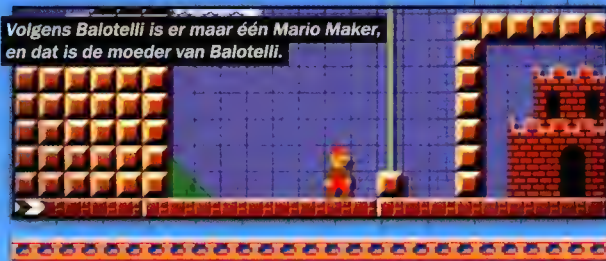 Volgens Balotelli is er maar één Mario Maker,
en dat is de moeder van Balotelli.